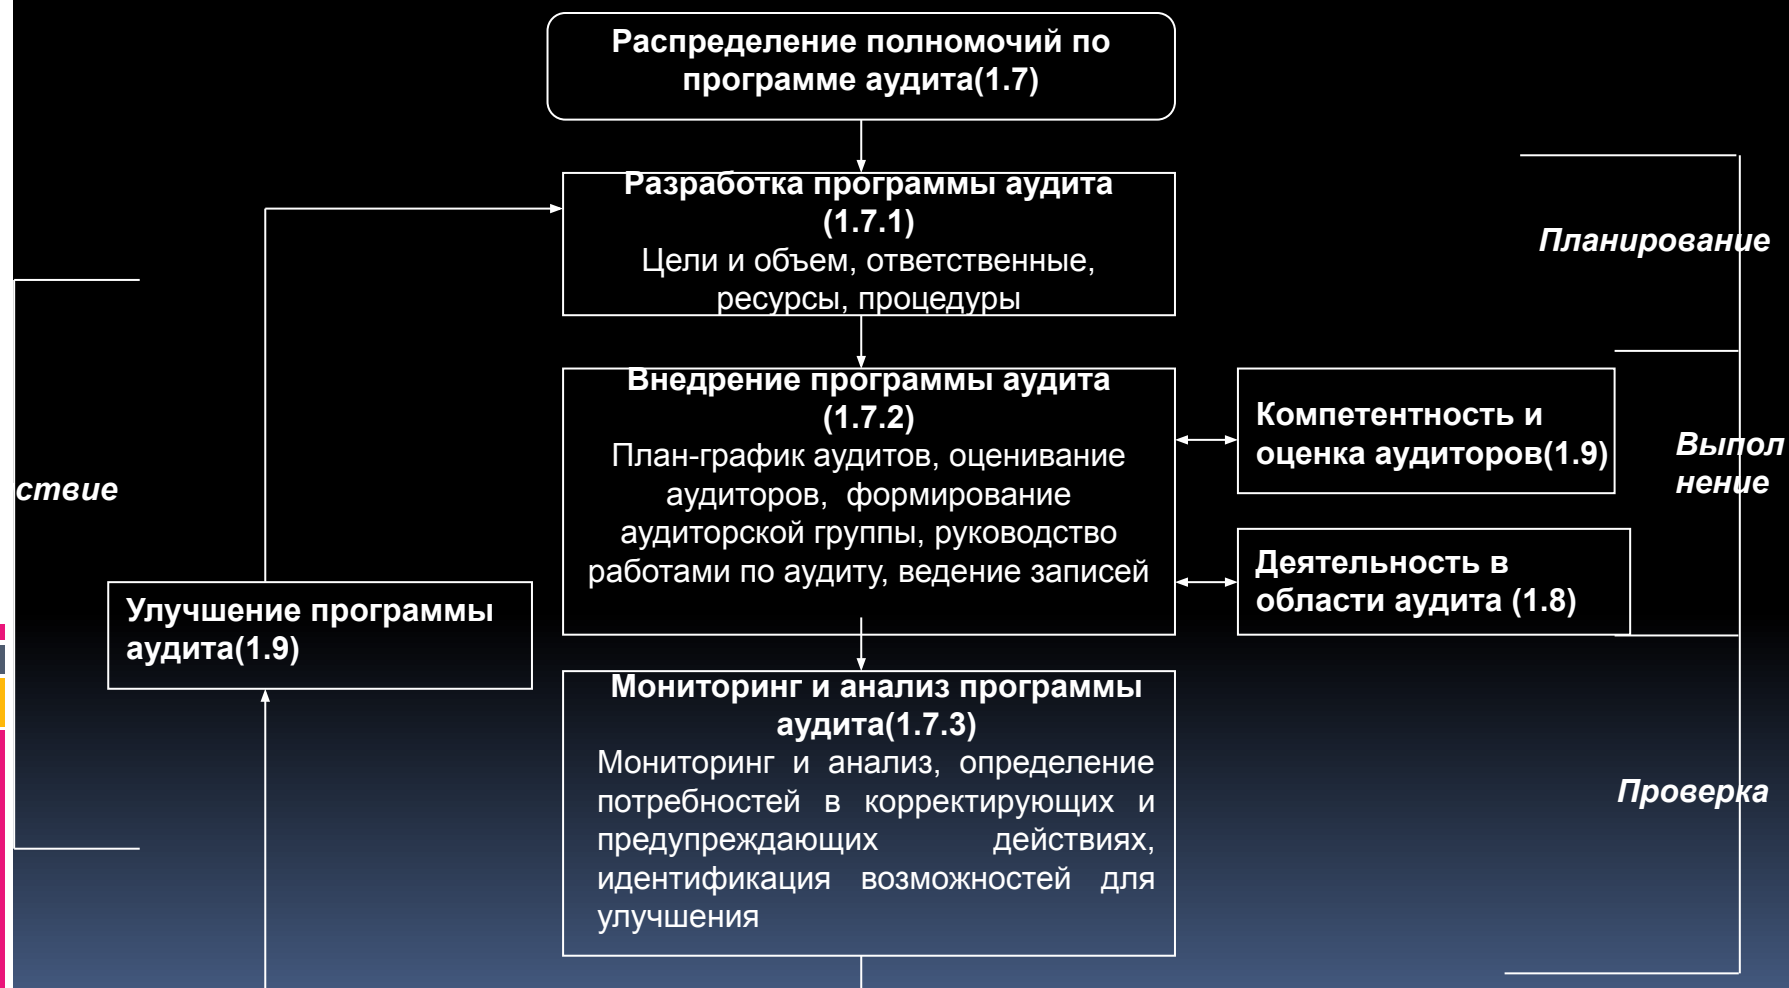 Распределение полномочий по
программе аудита(1.7)
Разработка программы аудита
(1.7.1)
Цели и объем, ответственные,
ресурсы, процедуры
Планирование
Внедрение программы аудита
(1.7.2)
План-график аудитов, оценивание
аудиторов, формирование
аудиторской группы, руководство
работами по аудиту, ведение записей
Компетентность и
оценка аудиторов(1.9)
Выпол
нение
ствие
Деятельность в
области аудита (1.8)
Улучшение программы
аудита(1.9)
Мониторинг и анализ программы
аудита(1.7.3)
Мониторинг и анализ, определение
потребностей в корректирующих и
предупреждающих действиях,
идентификация возможностей для
улучшения
Проверка